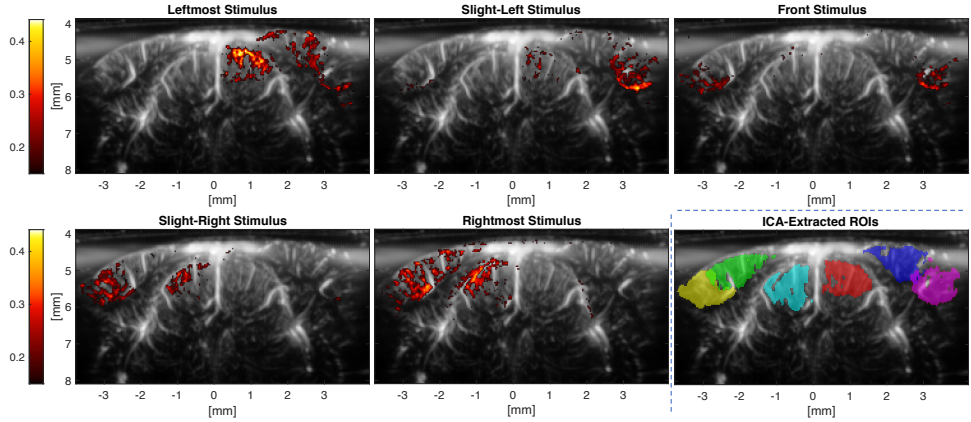 Leftmost Stimulus Slight-Left Stimulus Front Stimulus
0.4
0.3
0.2
4
5
6
7
8
[mm]
-3 -2 -1 0 1 2 3
[mm]
-3 -2 -1 0 1 2 3
[mm]
-3 -2 -1 0 1 2 3
[mm]
Slight-Right Stimulus Rightmost Stimulus ICA-Extracted ROIs
0.4
0.3
0.2
4
5
6
7
8
[mm]
-3 -2 -1 0 1 2 3
[mm]
-3 -2 -1 0 1 2 3
[mm]
-3 -2 -1 0 1 2 3
[mm]